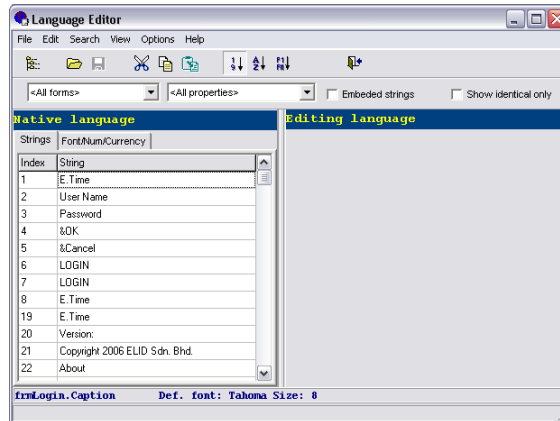 Language Editor
File Edit Search View Options Help
<All forms> <All properties> Embeded strings Show identical only
Native language Editing language
Strings Font/Num/Currency
Index String
1 E.Time
2 User Name
3 Password
4 &OK
5 &Cancel
6 LOGIN
7 LOGIN
8 E.Time
19 E.Time
20 Version:
21 Copyright 2006 ELID Sdn. Bhd.
22 About
frmLogin.Caption Def. font: Tahoma Size: 8